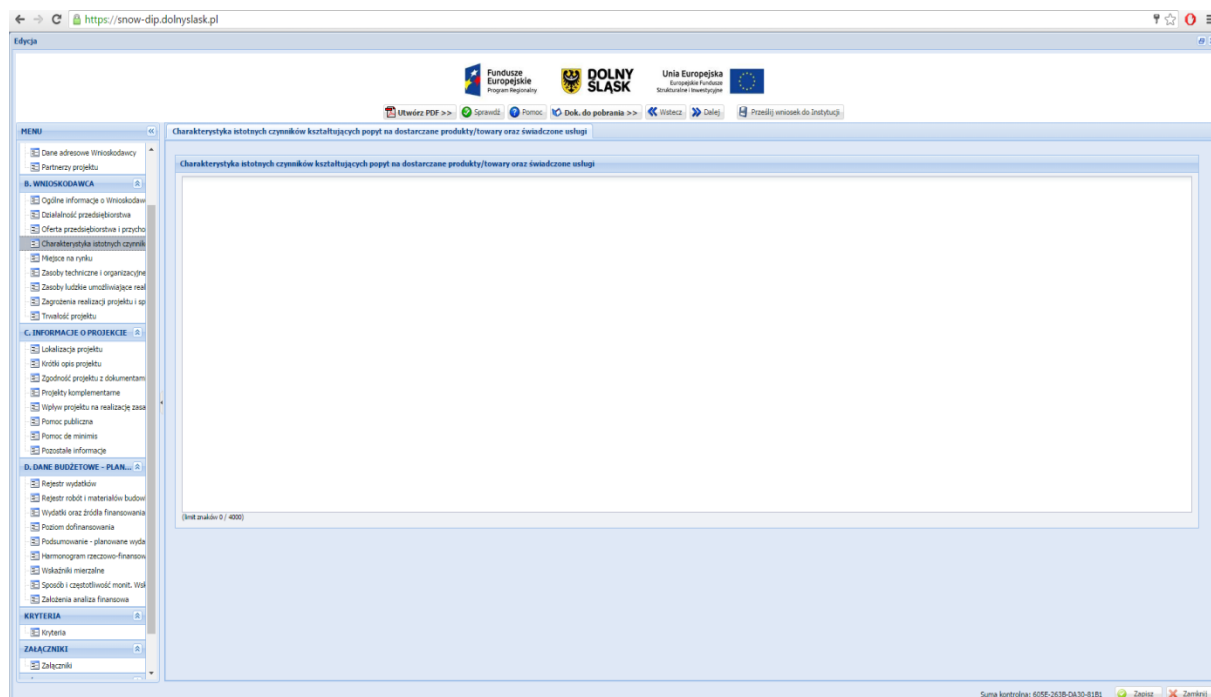 https://snow-dip.dolnyslask.pl
Edycja
Fundusze
Europejskie
Program Regionalny
DOLNY
ŚLĄSK
Unia Europejska
Europejskie Fundusze
Strukturalne i Inwestycyjne
Utwórz PDF >> Sprawdź Pomoc Dok. do pobrania >> Wstecz Dalej Prześlij wniosek do Instytucji
MENU
Dane adresowe Wnioskodawcy
Partnerzy projektu
B. WNIOSKODAWCA
Ogólne informacje o Wnioskodaw
Działalność przedsiębiorstwa
Oferta przedsiębiorstwa i przycho
Charakterystyka istotnych czynnik
Miejsce na rynku
Zasoby techniczne i organizacyjne
Zasoby ludzkie umożliwiające real
Zagrożenia realizacji projektu i sp
Trwałość projektu
C. INFORMACJE O PROJEKCIE
Lokalizacja projektu
Krótki opis projektu
Zgodność projektu z dokumentam
Projekty komplementarne
Wpływ projektu na realizację zasa
Pomoc publiczna
Pomoc de minimis
Pozostałe informacje
D. DANE BUDŻETOWE - PLAN...
Rejestr wydatków
Rejestr robót i materiałów budowl
Wydatki oraz źródła finansowania
Poziom dofinansowania
Podsumowanie - planowane wyda
Harmonogram rzeczowo-finansow
Wskaźniki mierzalne
Sposób i częstotliwość monit. Wsk
Założenia analiza finansowa
KRYTERIA
Kryteria
ZAŁĄCZNIKI
Załączniki
Charakterystyka istotnych czynników kształtujących popyt na dostarczane produkty/towary oraz świadczone usługi
Charakterystyka istotnych czynników kształtujących popyt na dostarczane produkty/towary oraz świadczone usługi
(limit znaków 0 / 4000)
Suma kontrolna: 605E-263B-DA30-81B1 Zapisz Zamknij